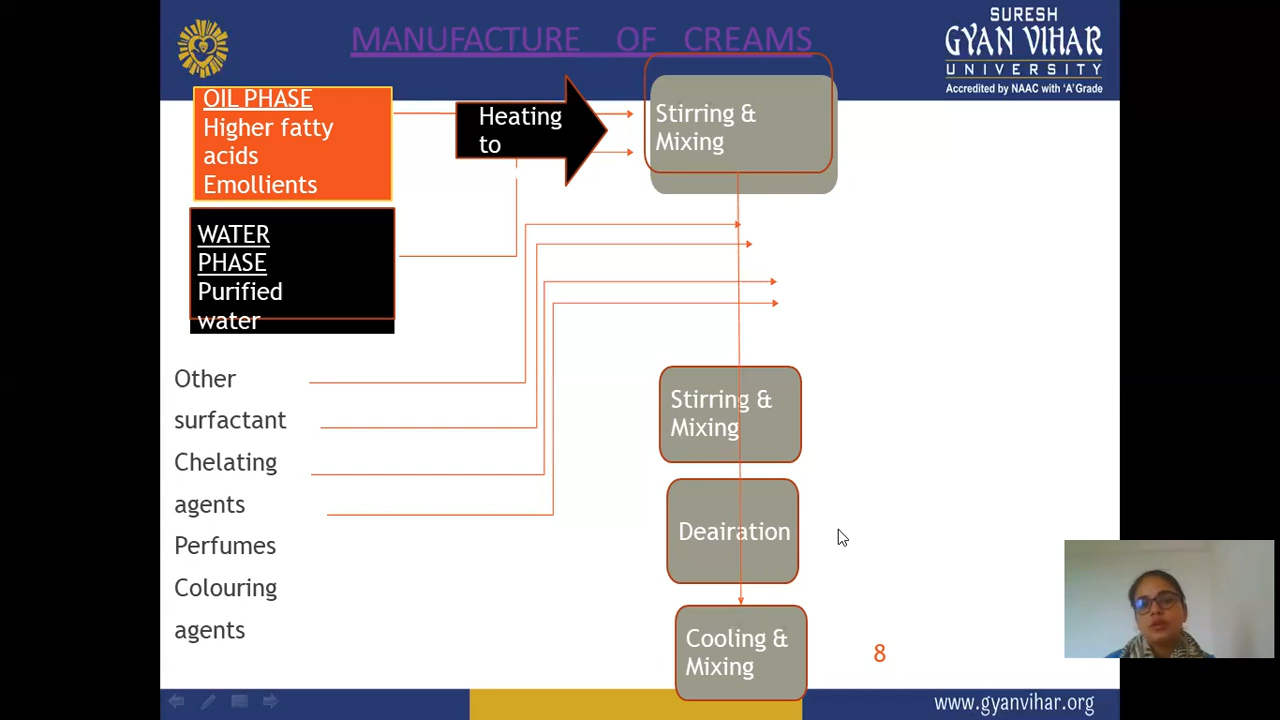 MANUFACTURE OF CREAMS
SURESH
GYAN VIHAR
UNIVERSITY
Accredited by NAAC with 'A'Grade
OIL PHASE
Higher fatty
acids
Emollients
Heating
to
Stirring &
Mixing
WATER
PHASE
Purified
water
Other
surfactant
Chelating
agents
Perfumes
Colouring
agents
Stirring &
Mixing
Deairation
Cooling &
Mixing
8
www.gyanvihar.org